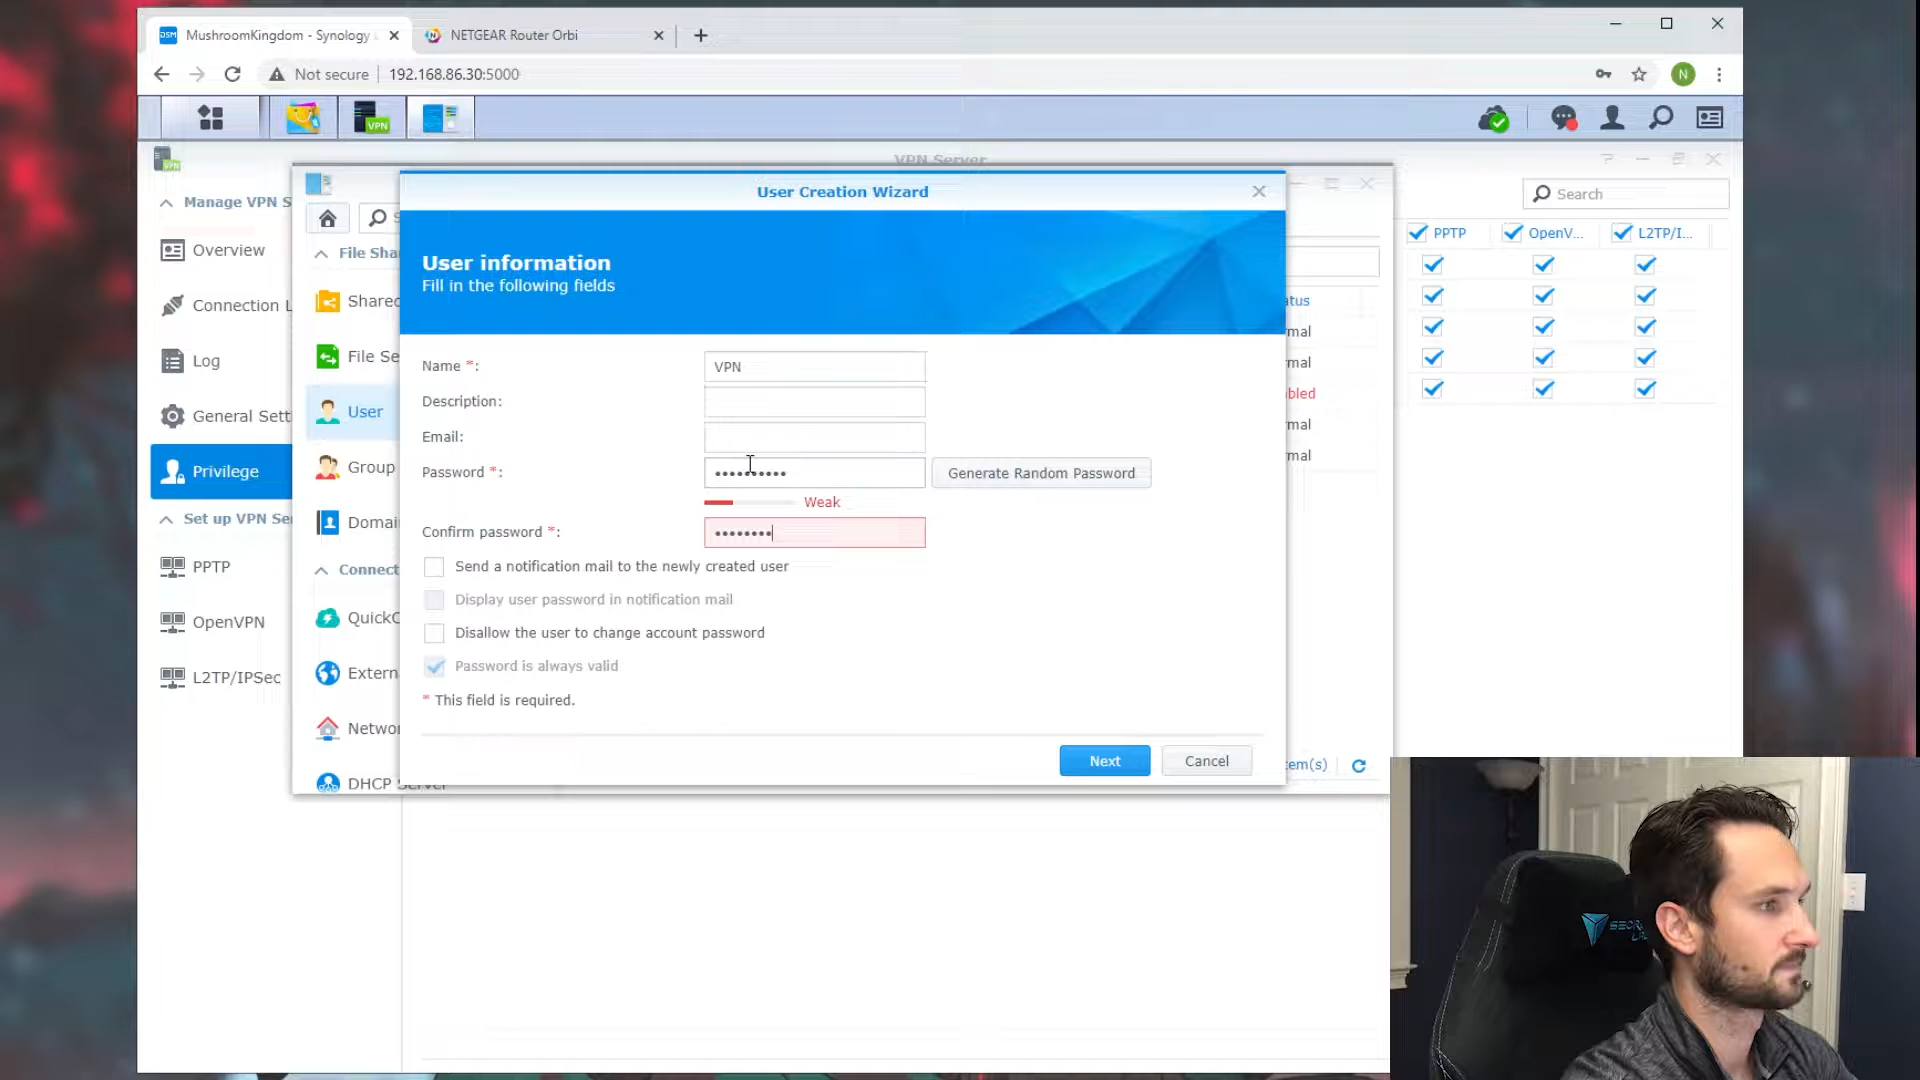 MushroomKingdom - Synology
NETGEAR Router Orbi
Not secure
192.168.86.30:5000
N
VPN
VPN Server
Manage VPN S
Overview
Connection L
Log
General Sett
Privilege
Set up VPN Se
PPTP
OpenVPN
L2TP/IPSec
File Sha
Shared
File Se
User
Group
Domai
Connect
QuickC
Extern
Netwo
DHCP Server
User Creation Wizard
User information
Fill in the following fields
Name *:
VPN
Description:
Email:
Password *:
Generate Random Password
Weak
Confirm password *:
Send a notification mail to the newly created user
Display user password in notification mail
Disallow the user to change account password
Password is always valid
* This field is required.
Next
Cancel
atus
mal
mal
bled
mal
mal
tem(s)
Search
PPTP
OpenV...
L2TP/I...